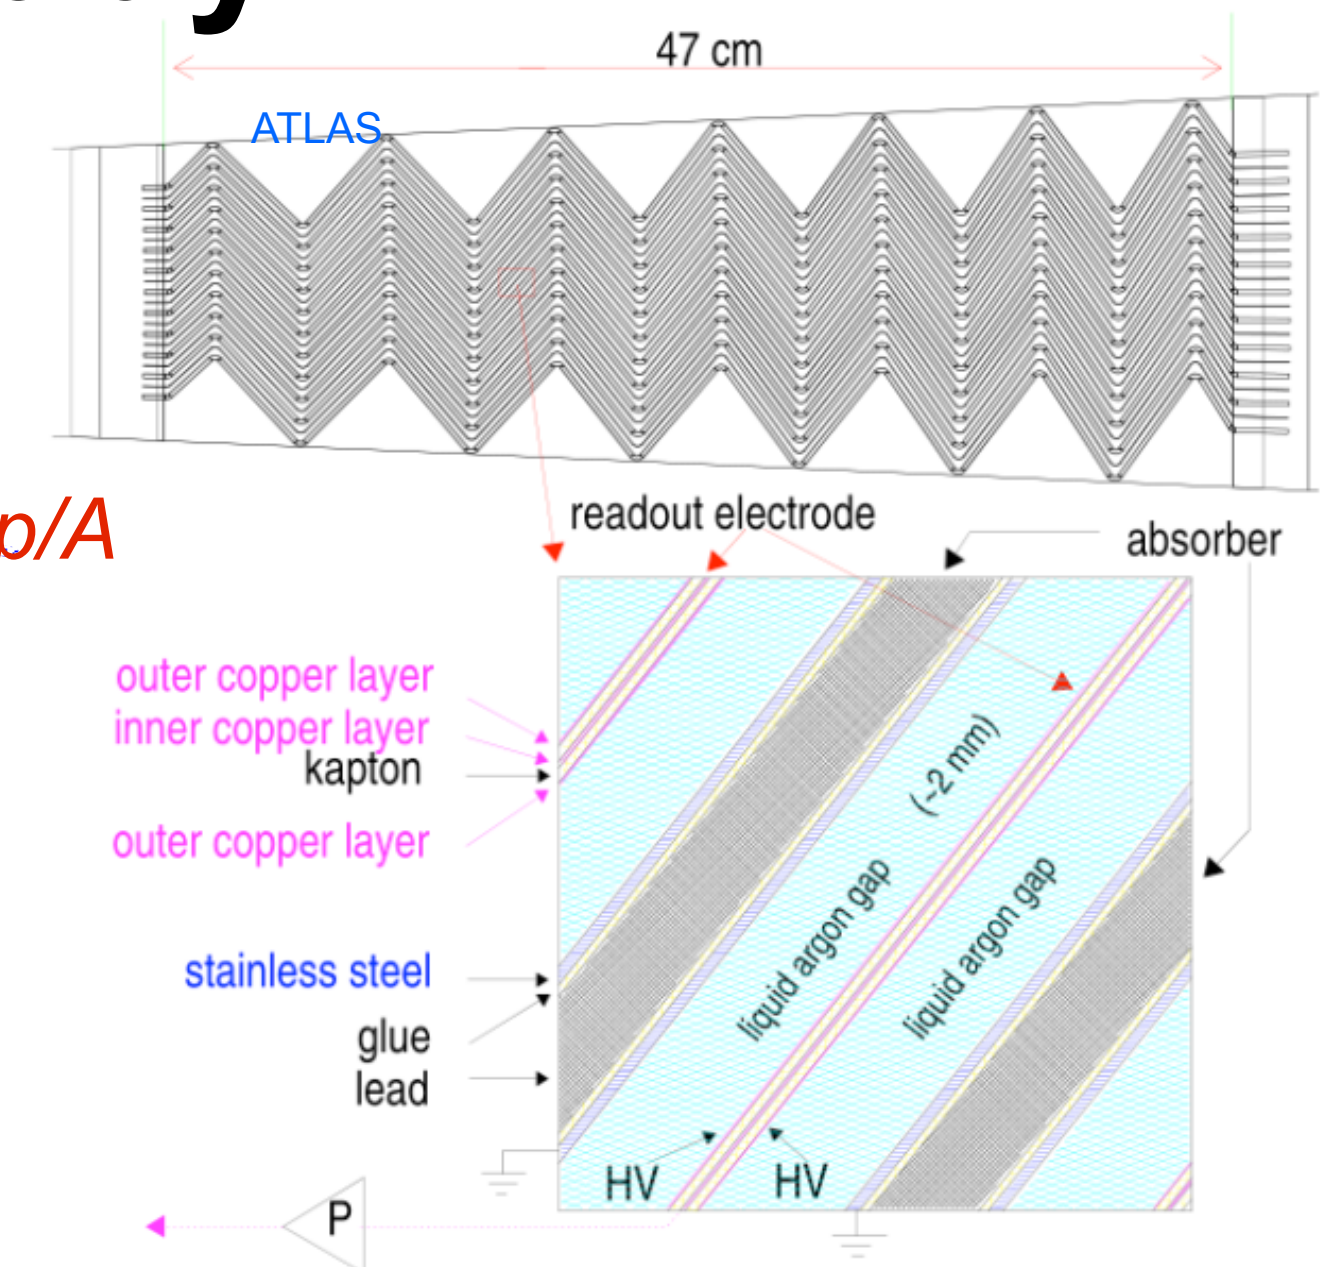 47 cm
ATLAS
p/A
readout electrode
absorber
outer copper layer
inner copper layer
kapton
outer copper layer
(~2 mm)
liquid argon gap
liquid argon gap
stainless steel
glue
lead
HV
HV
P